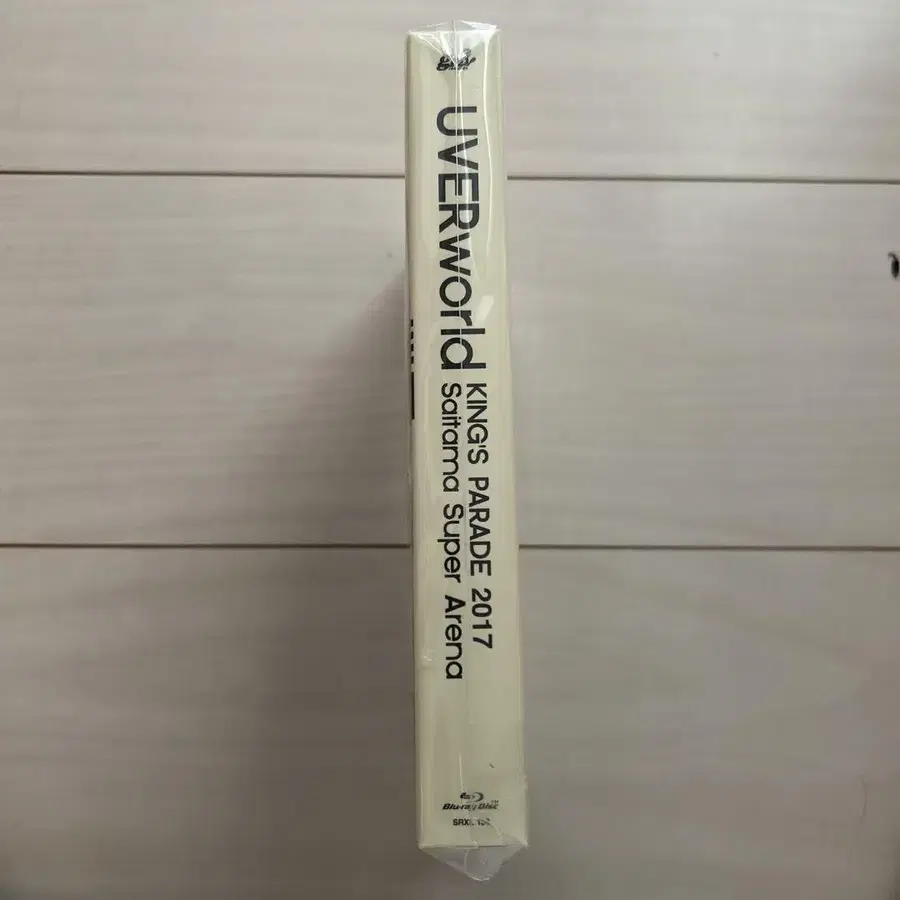 UVERworld
KING'S PARADE 2017
Saitama Super Arena
Blu-ray Disc